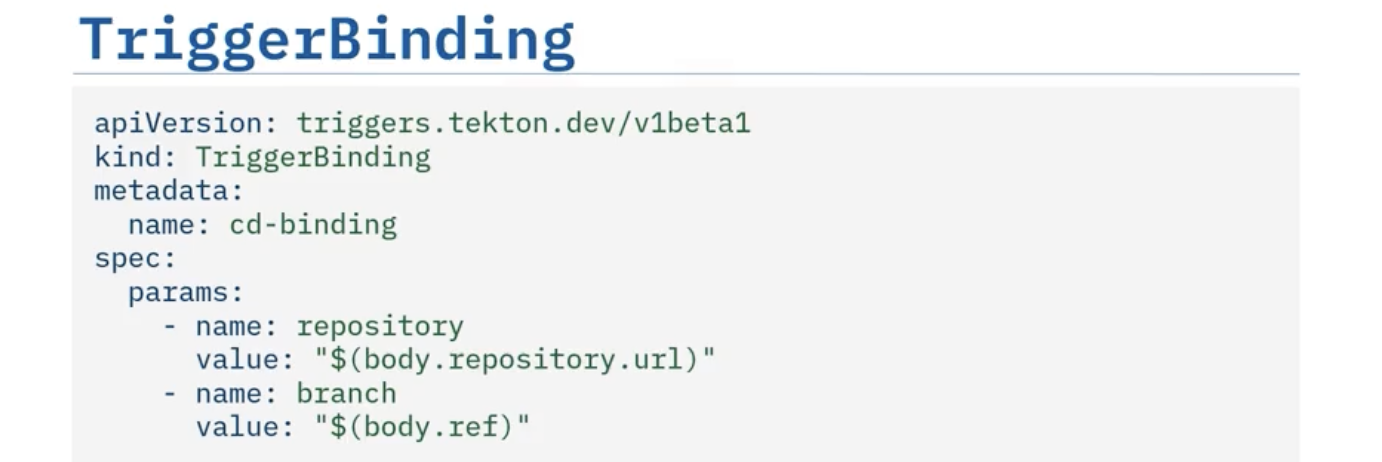 TriggerBinding
apiVersion: triggers.tekton.dev/v1beta1
kind: TriggerBinding
metadata:
  name: cd-binding
spec:
  params:
    - name: repository
      value: "$(body.repository.url)"
    - name: branch
      value: "$(body.ref)"